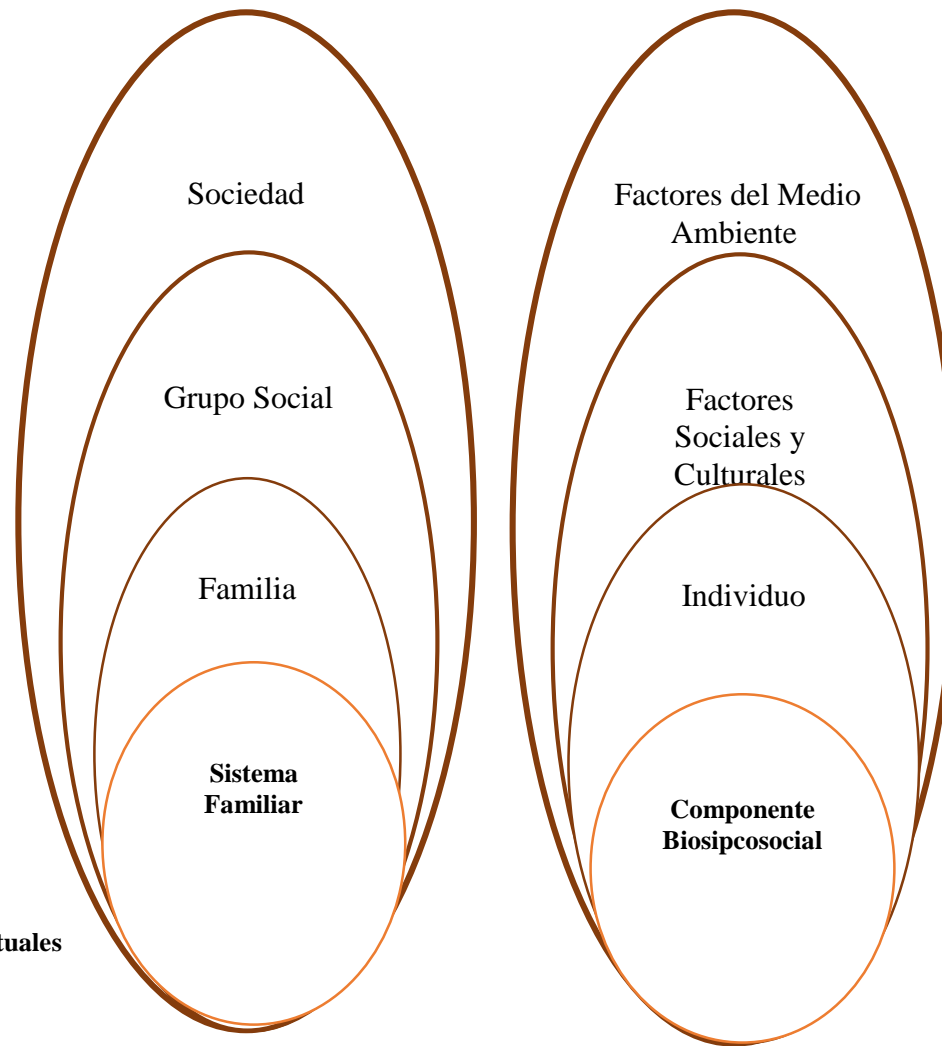 Sociedad
Grupo Social
Familia
Sistema
Familiar
Factores del Medio
Ambiente
Factores
Sociales y
Culturales
Individuo
Componente
Biosipcosocial
tuales